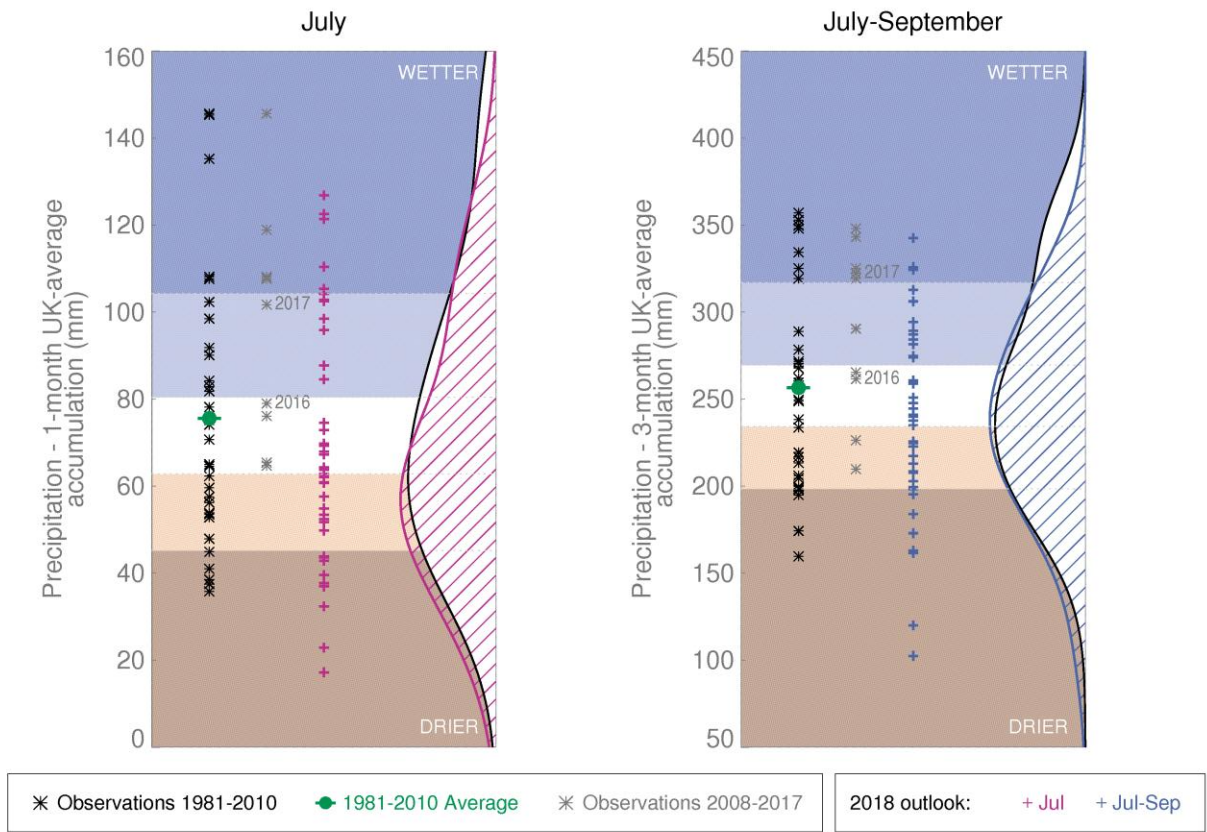 July
Precipitation - 1-month UK-average
accumulation (mm)
160
140
120
100
80
60
40
20
0
WETTER
2017
2016
DRIER
July-September
Precipitation - 3-month UK-average
accumulation (mm)
450
400
350
300
250
200
150
100
50
WETTER
2017
2016
DRIER
Observations 1981-2010
1981-2010 Average
Observations 2008-2017
2018 outlook:
+ Jul
+ Jul-Sep